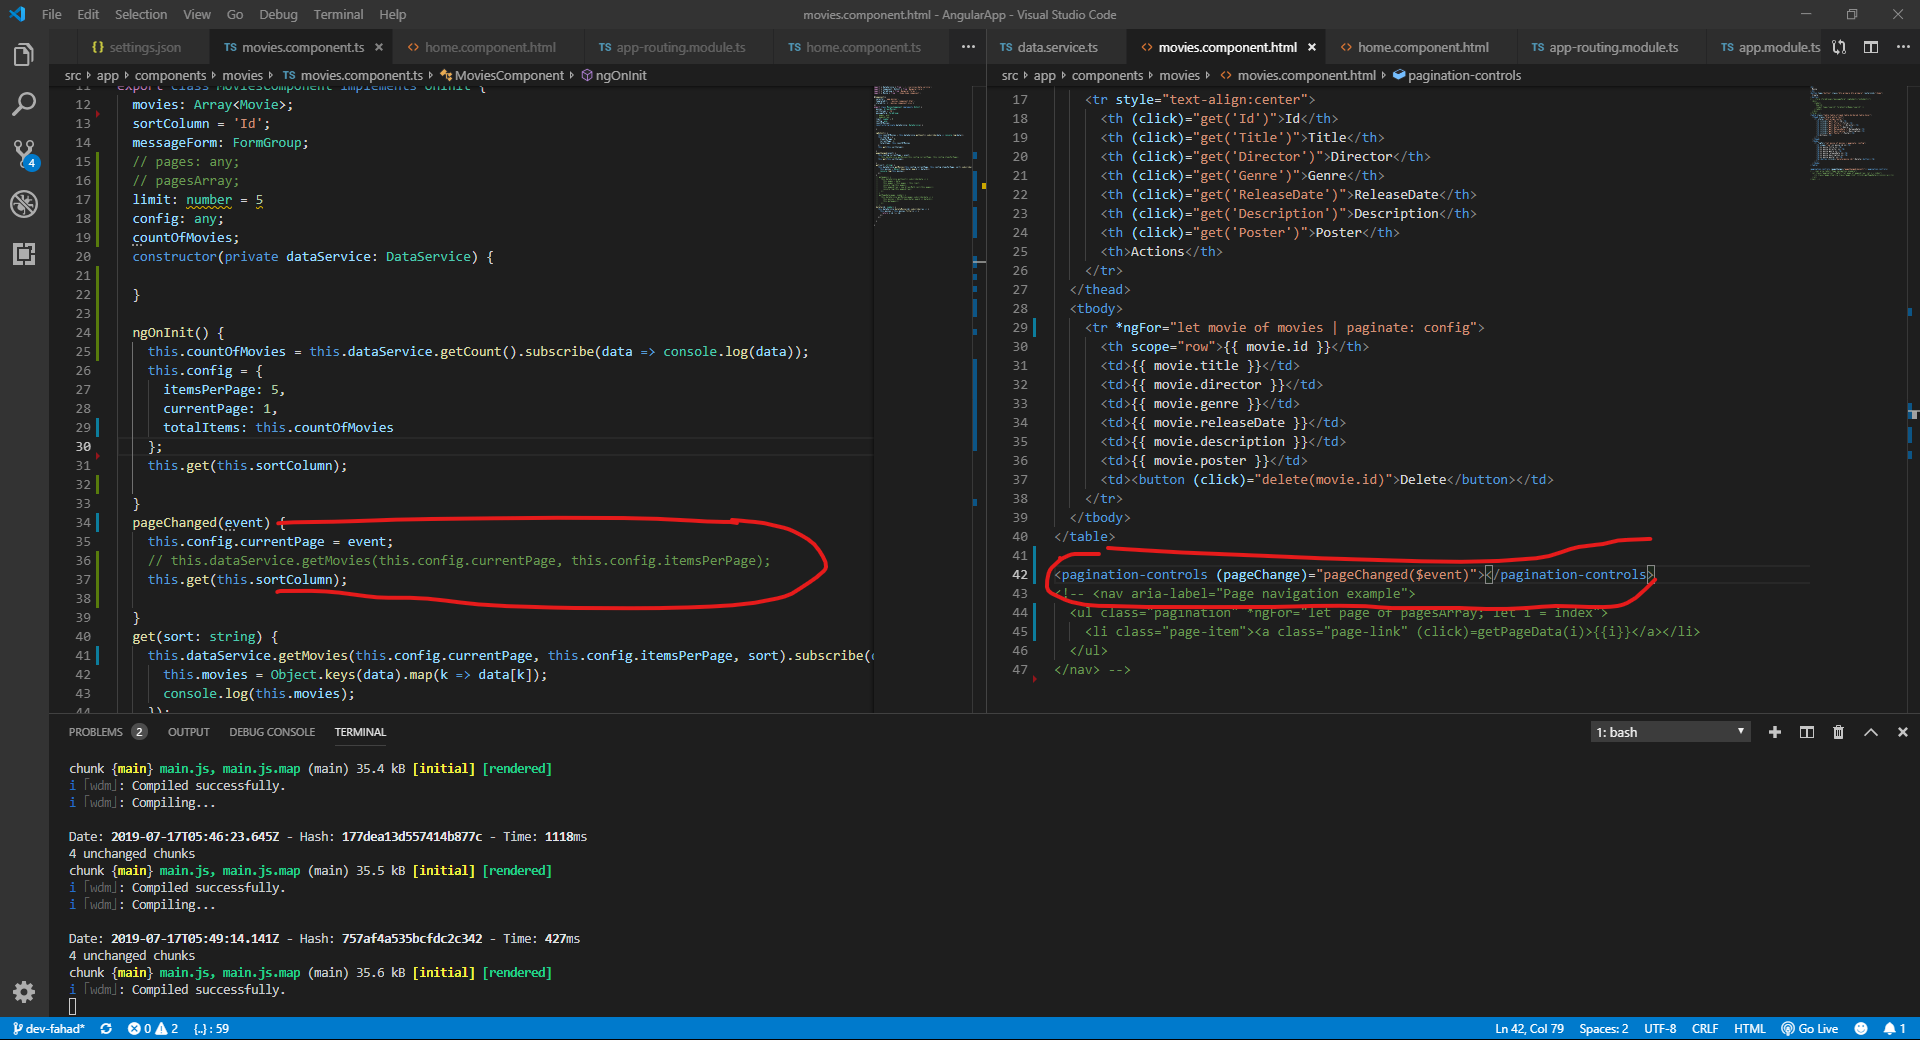 File Edit Selection View Go Debug Terminal Help
movies.component.html - AngularApp - Visual Studio Code
{} settings.json TS movies.component.ts × <> home.component.html TS app-routing.module.ts TS home.component.ts ···
src app components movies TS movies.component.ts MoviesComponent ngOnInit
11 export class MoviesComponent implements OnInit {
12 movies: Array<Movie>;
13 sortColumn = 'Id';
14 messageForm: FormGroup;
15 // pages: any;
16 // pagesArray;
17 limit: number = 5
18 config: any;
19 countOfMovies;
20 constructor(private dataService: DataService) {
21
22 }
23
24 ngOnInit() {
25 this.countOfMovies = this.dataService.getCount().subscribe(data => console.log(data));
26 this.config = {
27 itemsPerPage: 5,
28 currentPage: 1,
29 totalItems: this.countOfMovies
30 };
31 this.get(this.sortColumn);
32
33 }
34 pageChanged(event) {
35 this.config.currentPage = event;
36 // this.dataService.getMovies(this.config.currentPage, this.config.itemsPerPage);
37 this.get(this.sortColumn);
38
39 }
40 get(sort: string) {
41 this.dataService.getMovies(this.config.currentPage, this.config.itemsPerPage, sort).subscribe(
42 this.movies = Object.keys(data).map(k => data[k]);
43 console.log(this.movies);
44 });
TS data.service.ts <> movies.component.html × <> home.component.html TS app-routing.module.ts TS app.module.ts ···
src app components movies <> movies.component.html pagination-controls
17 <tr style="text-align:center">
18 <th (click)="get('Id')">Id</th>
19 <th (click)="get('Title')">Title</th>
20 <th (click)="get('Director')">Director</th>
21 <th (click)="get('Genre')">Genre</th>
22 <th (click)="get('ReleaseDate')">ReleaseDate</th>
23 <th (click)="get('Description')">Description</th>
24 <th (click)="get('Poster')">Poster</th>
25 <th>Actions</th>
26 </tr>
27 </thead>
28 <tbody>
29 <tr *ngFor="let movie of movies | paginate: config">
30 <th scope="row">{{ movie.id }}</th>
31 <td>{{ movie.title }}</td>
32 <td>{{ movie.director }}</td>
33 <td>{{ movie.genre }}</td>
34 <td>{{ movie.releaseDate }}</td>
35 <td>{{ movie.description }}</td>
36 <td>{{ movie.poster }}</td>
37 <td><button (click)="delete(movie.id)">Delete</button></td>
38 </tr>
39 </tbody>
40 </table>
41
42 <pagination-controls (pageChange)="pageChanged($event)"></pagination-controls>
43 <!-- <nav aria-label="Page navigation example">
44 <ul class="pagination" *ngFor="let page of pagesArray; let i = index">
45 <li class="page-item"><a class="page-link" (click)=getPageData(i)>{{i}}</a></li>
46 </ul>
47 </nav> -->
4
PROBLEMS 2 OUTPUT DEBUG CONSOLE TERMINAL 1: bash
chunk {main} main.js, main.js.map (main) 35.4 kB [initial] [rendered]
i ｢wdm｣: Compiled successfully.
i ｢wdm｣: Compiling...
Date: 2019-07-17T05:46:23.645Z - Hash: 177dea13d557414b877c - Time: 1118ms
4 unchanged chunks
chunk {main} main.js, main.js.map (main) 35.5 kB [initial] [rendered]
i ｢wdm｣: Compiled successfully.
i ｢wdm｣: Compiling...
Date: 2019-07-17T05:49:14.141Z - Hash: 757af4a535bcfdc2c342 - Time: 427ms
4 unchanged chunks
chunk {main} main.js, main.js.map (main) 35.6 kB [initial] [rendered]
i ｢wdm｣: Compiled successfully.
dev-fahad* 0 2 {..} : 59 Ln 42, Col 79 Spaces: 2 UTF-8 CRLF HTML Go Live 1